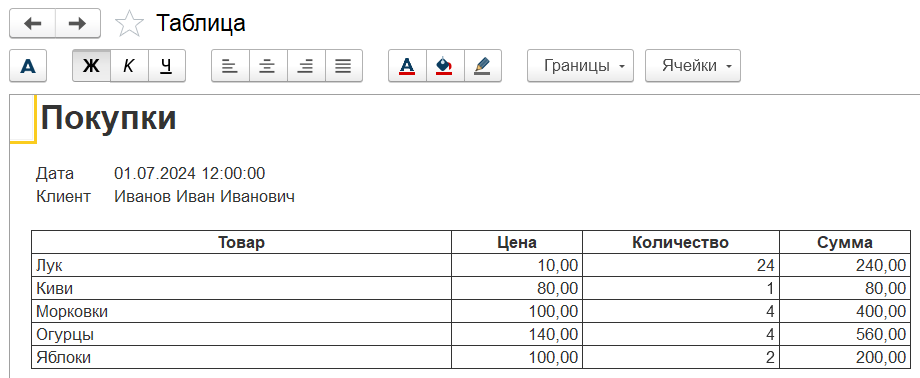 Таблица
А Ж К Ч А Границы Ячейки
Покупки
Дата 01.07.2024 12:00:00
Клиент Иванов Иван Иванович
Товар Цена Количество Сумма
Лук 10,00 24 240,00
Киви 80,00 1 80,00
Морковки 100,00 4 400,00
Огурцы 140,00 4 560,00
Яблоки 100,00 2 200,00